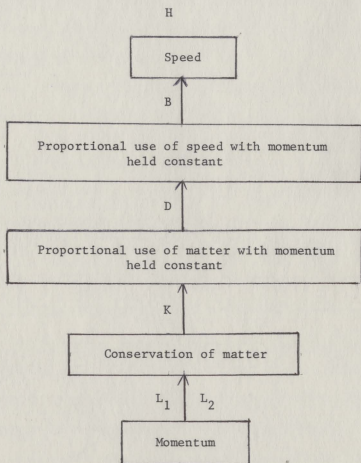 H
Speed
B
Proportional use of speed with momentum
held constant
D
Proportional use of matter with momentum
held constant
K
Conservation of matter
L1 L2
Momentum